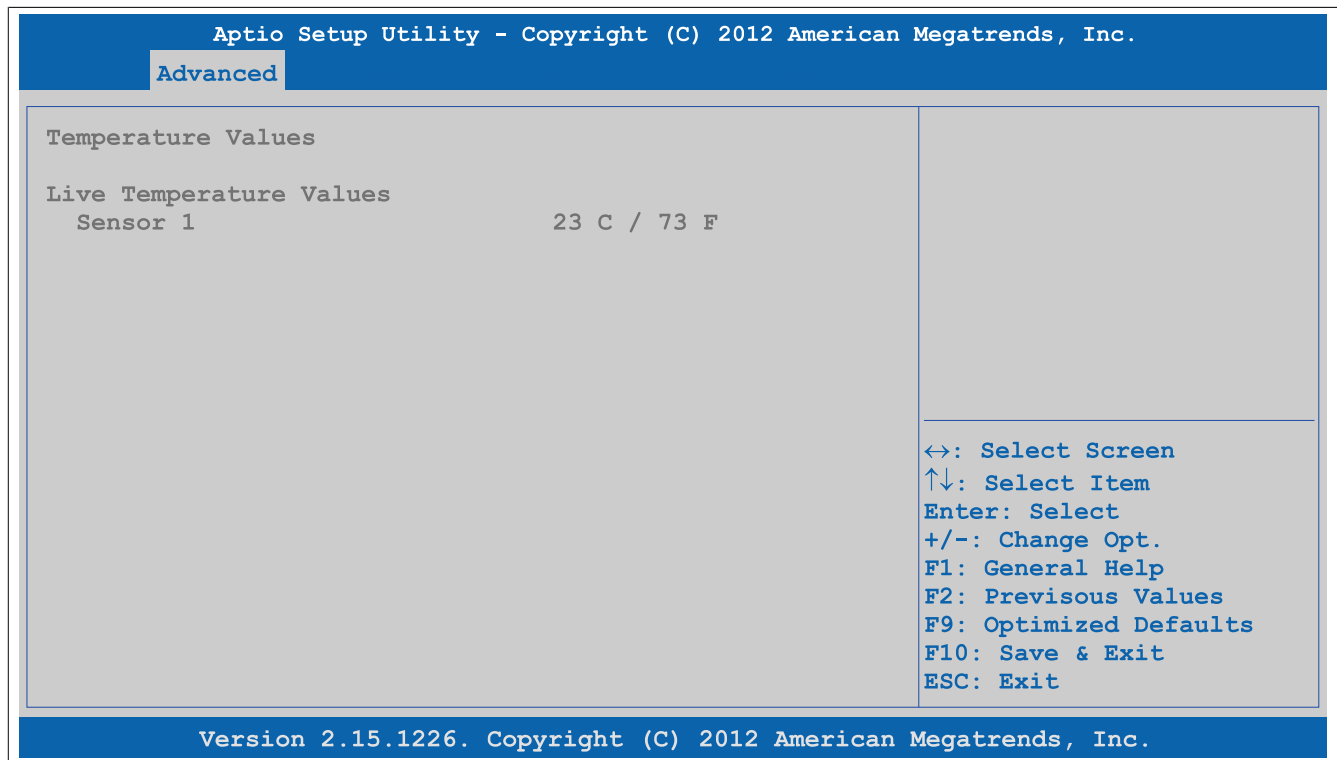 Aptio Setup Utility - Copyright (C) 2012 American Megatrends, Inc.
Advanced
Temperature Values
Live Temperature Values
Sensor 1 23 C / 73 F
↔: Select Screen
↑↓: Select Item
Enter: Select
+/-: Change Opt.
F1: General Help
F2: Previsous Values
F9: Optimized Defaults
F10: Save & Exit
ESC: Exit
Version 2.15.1226. Copyright (C) 2012 American Megatrends, Inc.